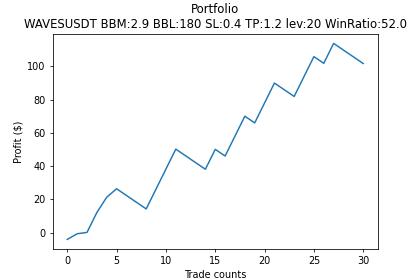 Portfolio
WAVESUSDT BBM:2.9 BBL:180 SL:0.4 TP:1.2 lev:20 WinRatio:52.0
100
80
60
40
20
0
Profit ($)
0 5 10 15 20 25 30
Trade counts